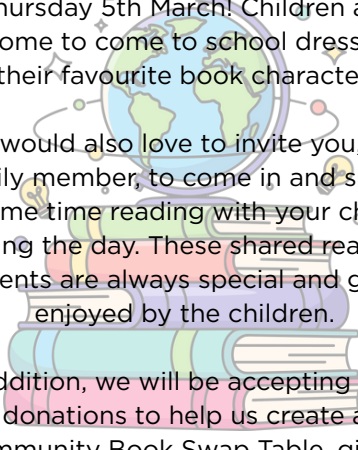 hursday 5th March! Children a
ome to come to school dress
their favourite book characte
would also love to invite you,
ily member, to come in and s
me time reading with your ch
ng the day. These shared rea
ents are always special and g
enjoyed by the children.
ddition, we will be accepting
donations to help us create a
mmunity Book Swap Table, gi